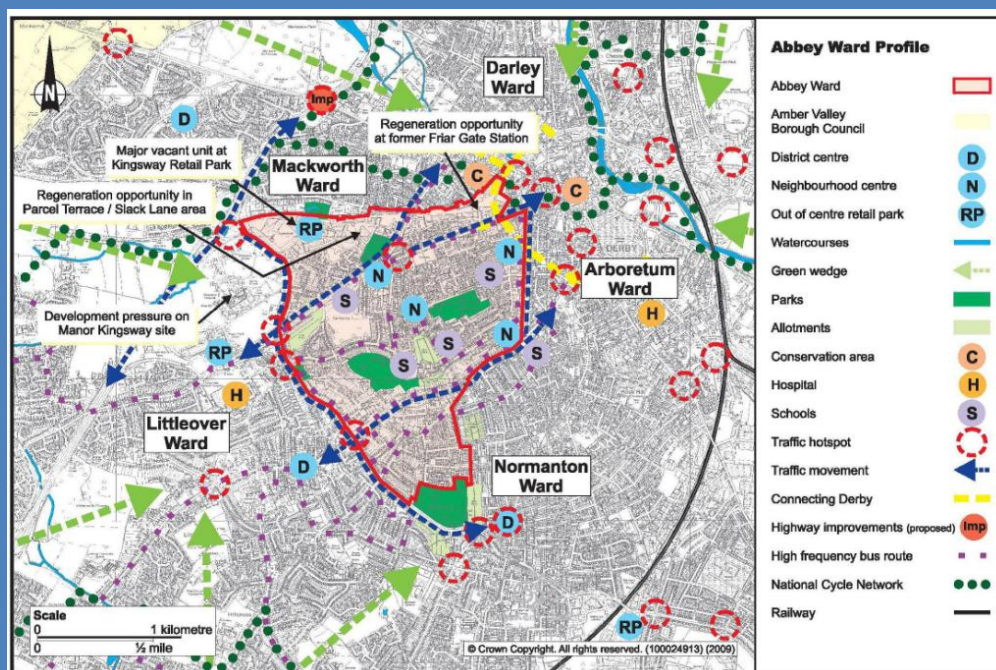 N
Darley
Ward
Imp
D
Major vacant unit at
Kingsway Retail Park
Regeneration opportunity
at former Friar Gate Station
Mackworth
Ward
C
C
Regeneration opportunity in
Parcel Terrace / Slack Lane area
RP
DERBY
N
N
Arboretum
Ward
S
S
Development pressure on
Manor Kingsway site
N
H
RP
S
N
S
S
H
Littleover
Ward
D
Normanton
Ward
D
RP
Scale
0 1 kilometre
0 ½ mile
© Crown Copyright. All rights reserved. (100024913) (2009)
Abbey Ward Profile
Abbey Ward
Amber Valley
Borough Council
District centre D
Neighbourhood centre N
Out of centre retail park RP
Watercourses
Green wedge
Parks
Allotments
Conservation area C
Hospital H
Schools S
Traffic hotspot
Traffic movement
Connecting Derby
Highway improvements (proposed) Imp
High frequency bus route
National Cycle Network
Railway